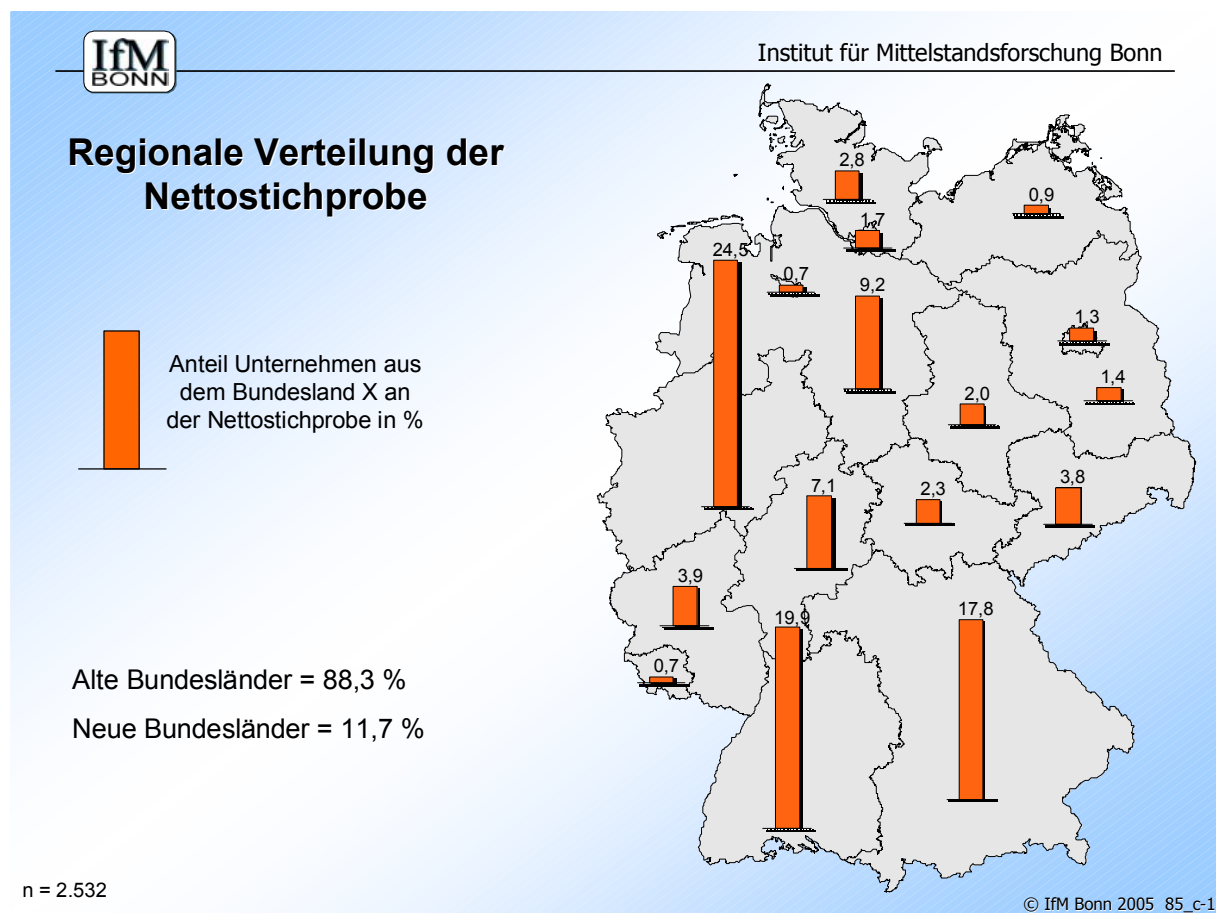 IfM
BONN
Institut für Mittelstandsforschung Bonn
Regionale Verteilung der
Nettostichprobe
Anteil Unternehmen aus
dem Bundesland X an
der Nettostichprobe in %
Alte Bundesländer = 88,3 %
Neue Bundesländer = 11,7 %
n = 2.532
2,8
0,9
1,7
24,5
0,7
9,2
1,3
1,4
2,0
3,8
7,1
2,3
3,9
19,9
17,8
0,7
© IfM Bonn 2005 85_c-1